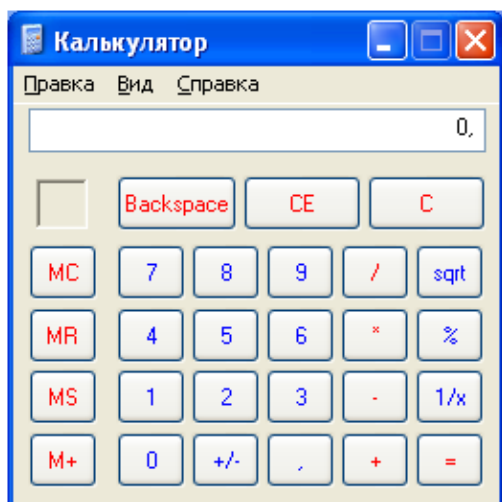 Калькулятор
Правка Вид Справка
0,
Backspace CE C
MC 7 8 9 / sqrt
MR 4 5 6 * %
MS 1 2 3 - 1/x
M+ 0 +/- , + =